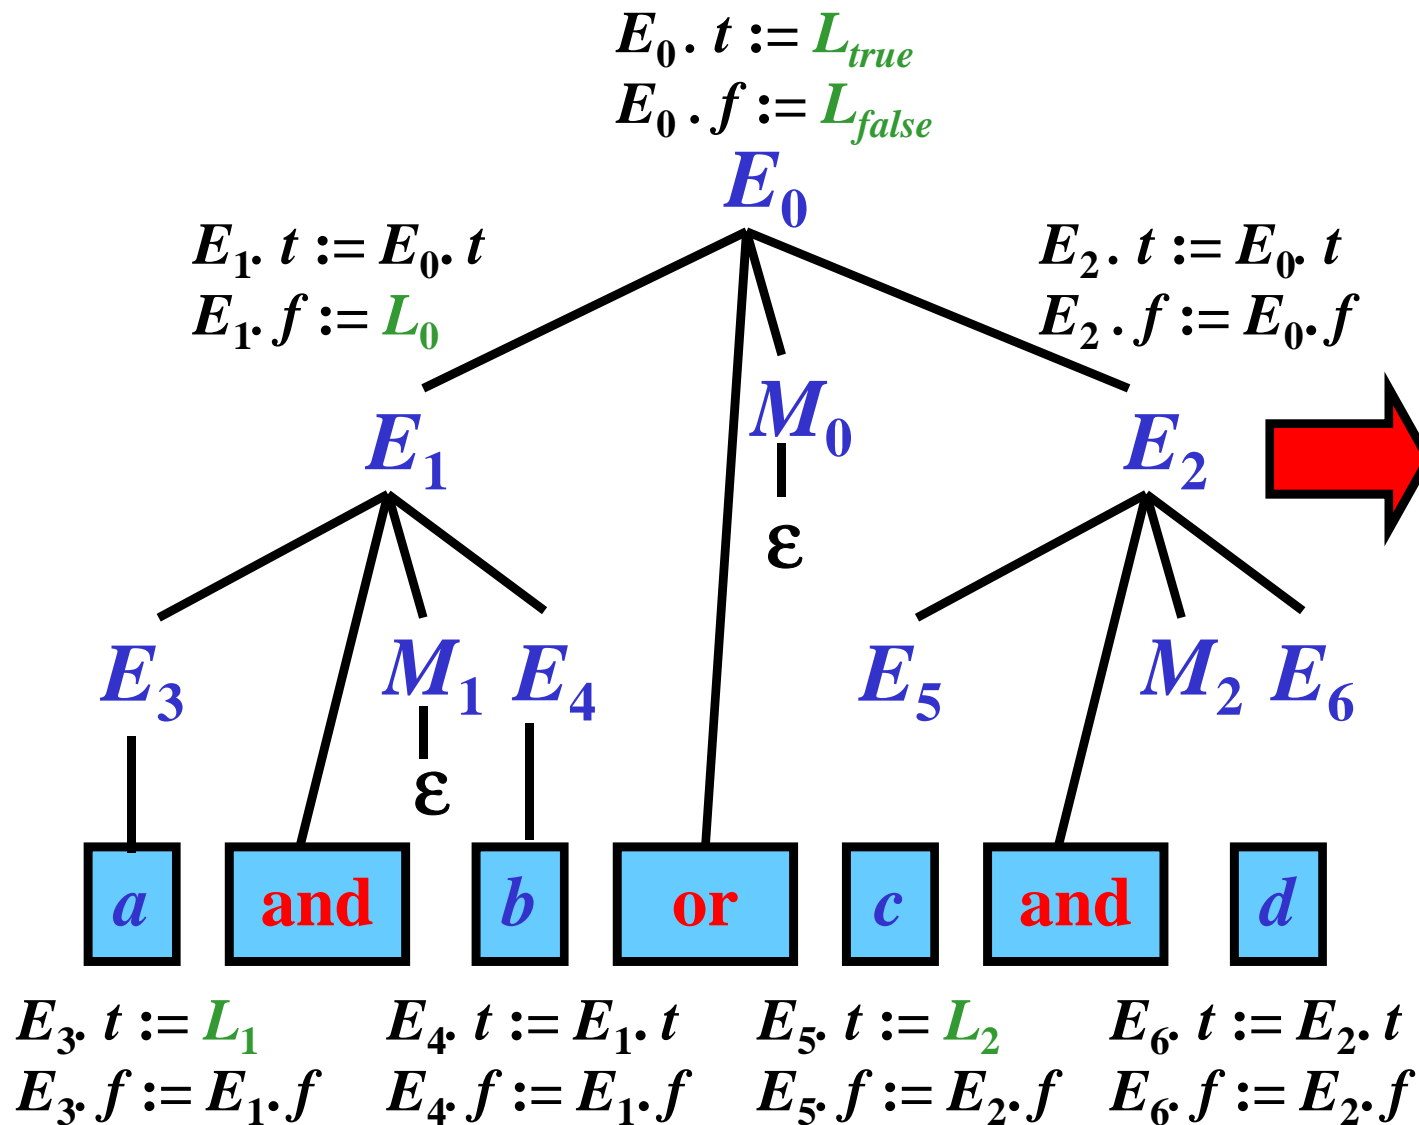 E₀. t := L_true
E₀ . f := L_false
E₀
E₁. t := E₀. t
E₁. f := L₀
E₂. t := E₀. t
E₂ . f := E₀. f
M₀
E₁
E₂
ε
E₃
M₁
E₄
E₅
M₂
E₆
ε
a and b or c and d
E₃. t := L₁
E₃. f := E₁. f
E₄. t := E₁. t
E₄. f := E₁. f
E₅. t := L₂
E₅. f := E₂. f
E₆. t := E₂. t
E₆. f := E₂. f